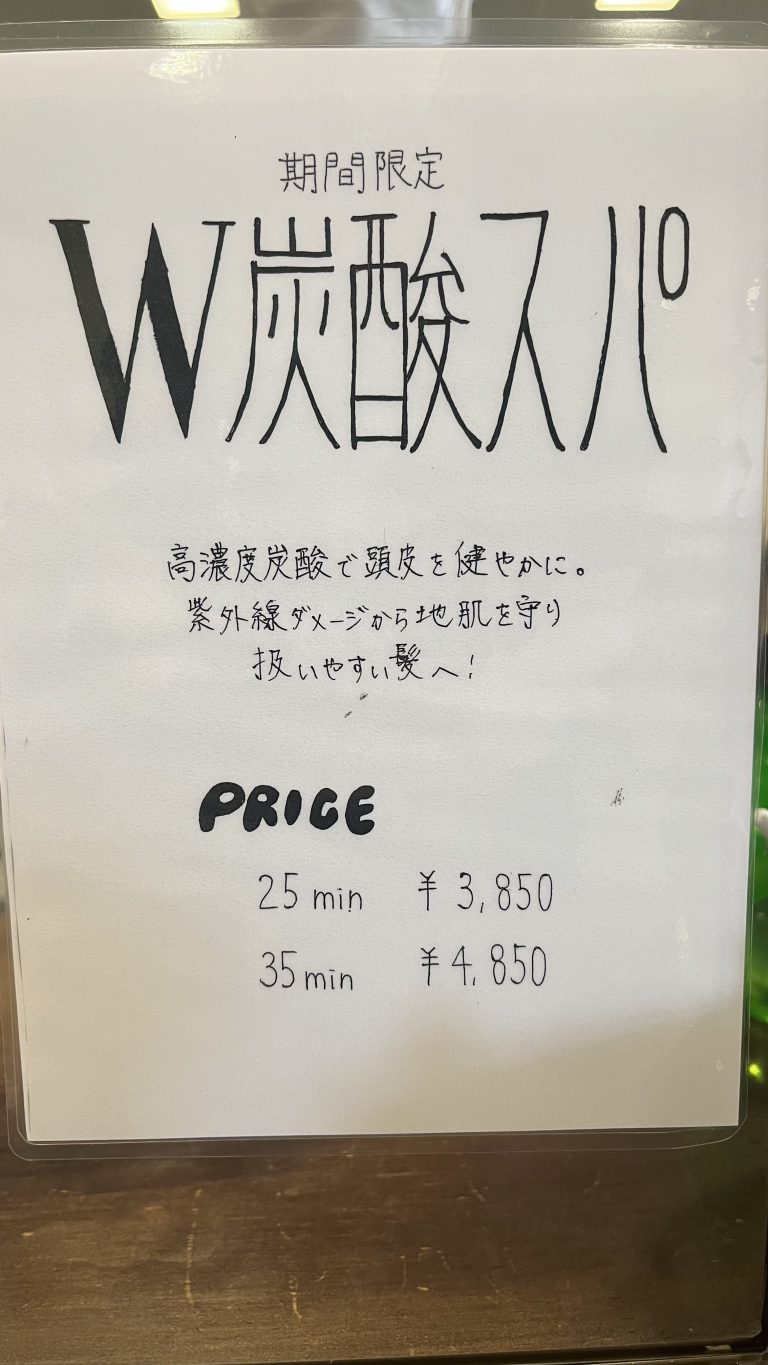 期間限定
W炭酸スパ
高濃度炭酸で頭皮を健やかに。
紫外線ダメージから地肌を守り
扱いやすい髪へ!
PRICE
25min ¥3,850
35min ¥4,850